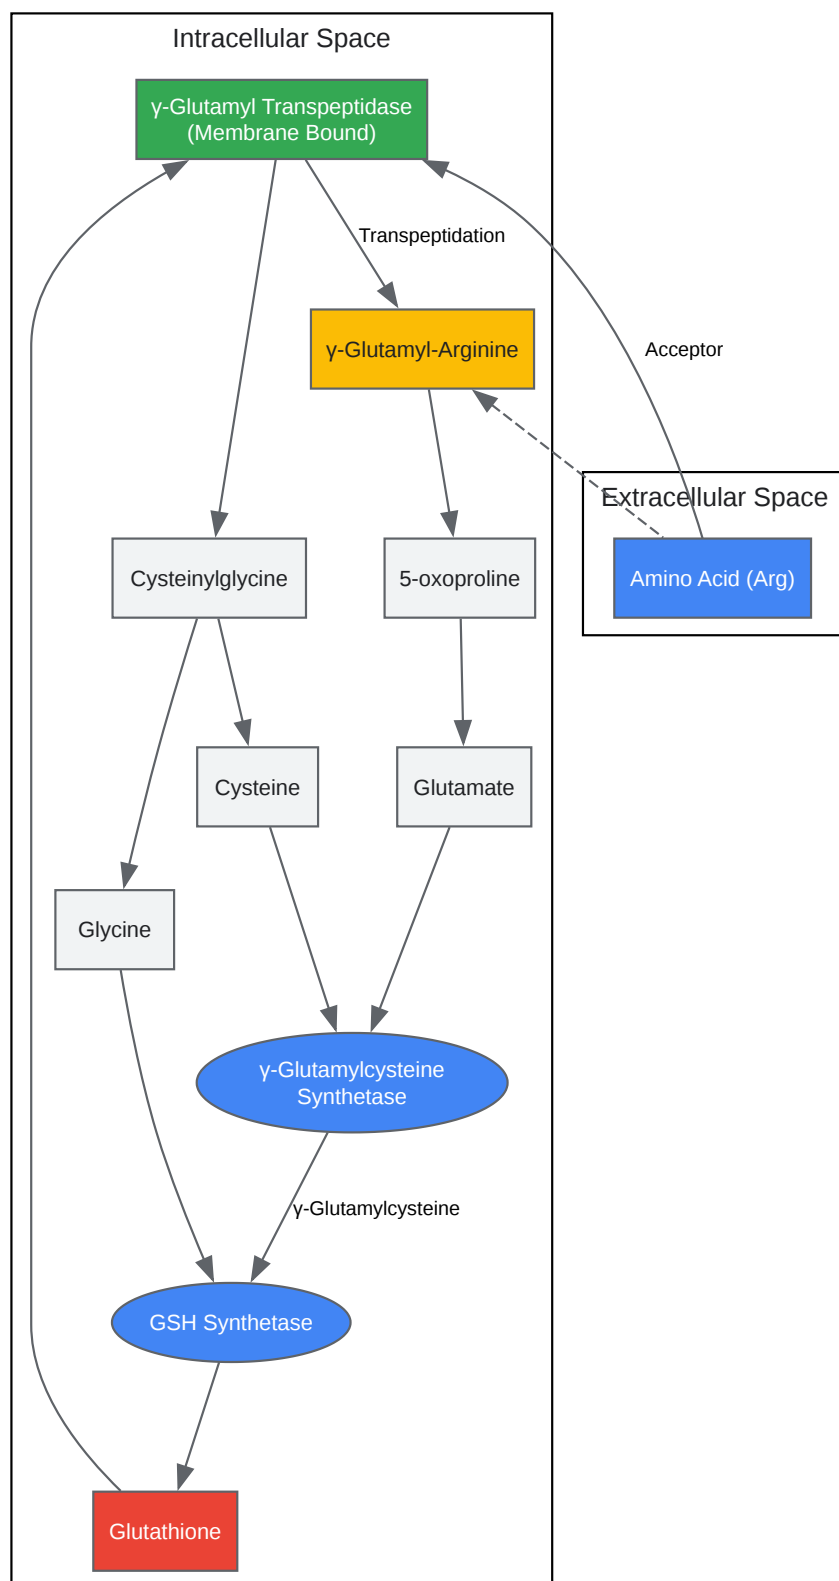 Intracellular Space
γ-Glutamyl Transpeptidase
(Membrane Bound)
Transpeptidation
γ-Glutamyl-Arginine
Acceptor
Extracellular Space
Amino Acid (Arg)
Cysteinylglycine
5-oxoproline
Cysteine
Glutamate
Glycine
γ-Glutamylcysteine
Synthetase
γ-Glutamylcysteine
GSH Synthetase
Glutathione